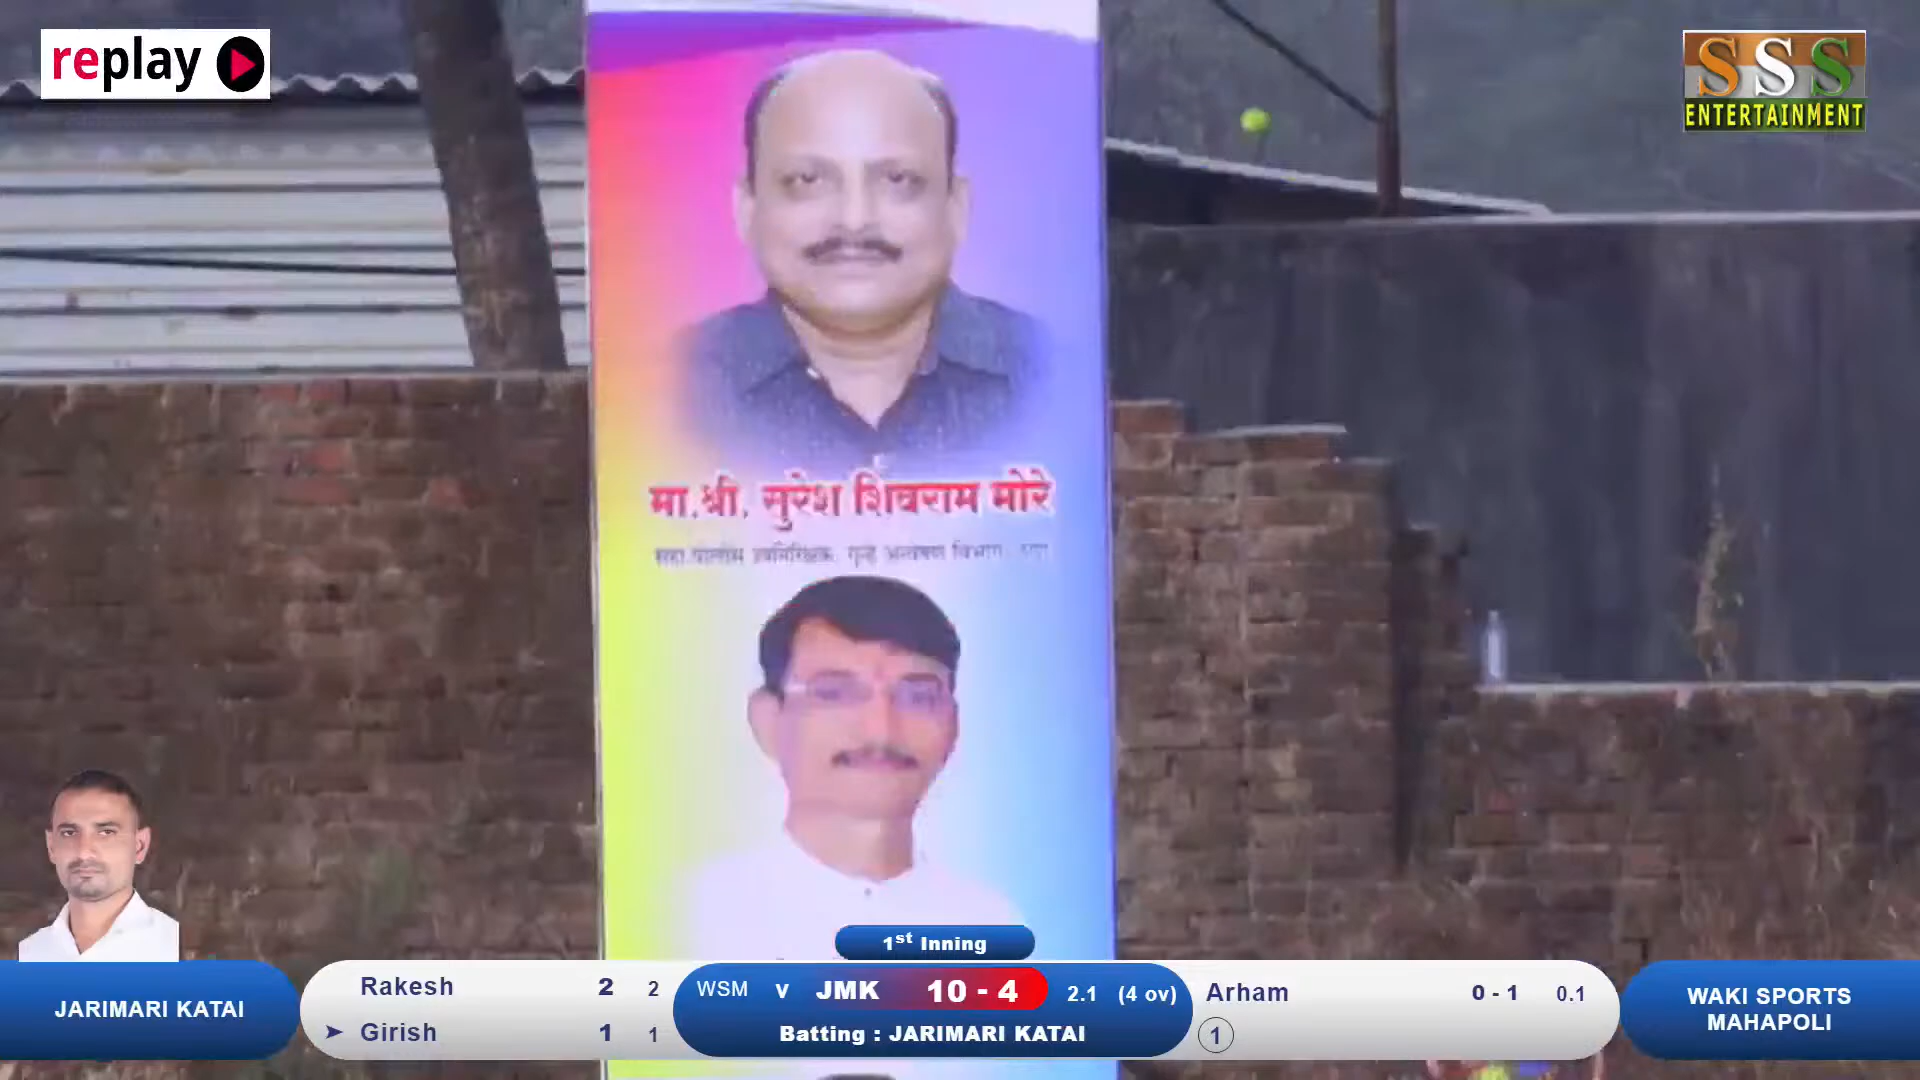 replay
SSS
ENTERTAINMENT
मा.श्री. सुरेश शिवराम मोरे
1st Inning
JARIMARI KATAI
Rakesh 2 2
Girish 1 1
WSM v JMK 10 - 4 2.1 (4 ov)
Batting : JARIMARI KATAI
Arham 0 - 1 0.1
1
WAKI SPORTS
MAHAPOLI